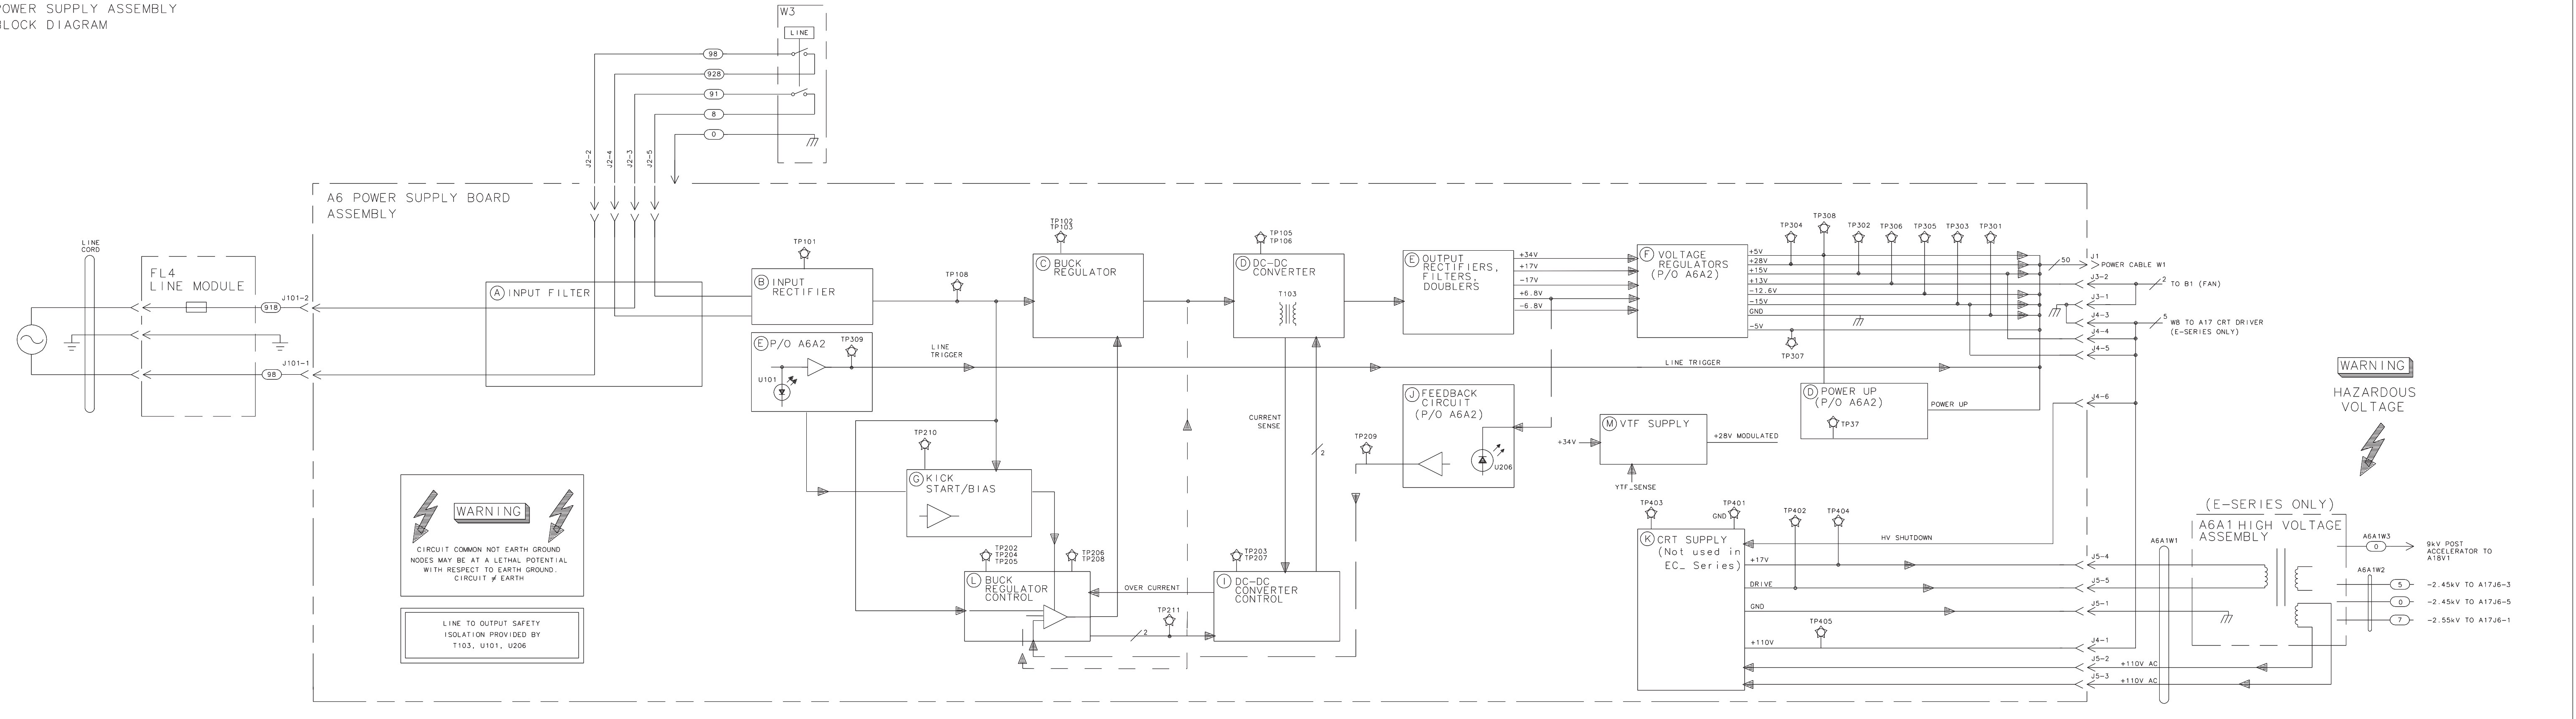 POWER SUPPLY ASSEMBLY
BLOCK DIAGRAM
W3
LINE
98
928
91
8
0
J2-2
J2-4
J2-3
J2-5
A6 POWER SUPPLY BOARD
ASSEMBLY
LINE
CORD
FL4
LINE MODULE
918
J101-2
98
J101-1
A INPUT FILTER
TP101
B INPUT
RECTIFIER
TP108
TP102
TP103
C BUCK
REGULATOR
TP105
TP106
D DC-DC
CONVERTER
T103
E OUTPUT
RECTIFIERS,
FILTERS,
DOUBLERS
+34V
+17V
-17V
+6.8V
-6.8V
F VOLTAGE
REGULATORS
(P/O A6A2)
+5V
+28V
+15V
+13V
-12.6V
-15V
GND
-5V
TP304
TP308
TP302
TP306
TP305
TP303
TP301
TP307
50
J1
POWER CABLE W1
J3-2
2
TO B1 (FAN)
J3-1
J4-3
5
W8 TO A17 CRT DRIVER
(E-SERIES ONLY)
J4-4
J4-5
E P/O A6A2
TP309
U101
LINE
TRIGGER
LINE TRIGGER
D POWER UP
(P/O A6A2)
TP37
POWER UP
J4-6
J FEEDBACK
CIRCUIT
(P/O A6A2)
U206
TP209
CURRENT
SENSE
2
M VTF SUPPLY
+34V
+28V MODULATED
YTF_SENSE
TP210
G KICK
START/BIAS
WARNING
CIRCUIT COMMON NOT EARTH GROUND
NODES MAY BE AT A LETHAL POTENTIAL
WITH RESPECT TO EARTH GROUND.
CIRCUIT ≠ EARTH
LINE TO OUTPUT SAFETY
ISOLATION PROVIDED BY
T103, U101, U206
TP202
TP204
TP205
TP206
TP208
L BUCK
REGULATOR
CONTROL
OVER CURRENT
TP211
2
TP203
TP207
I DC-DC
CONVERTER
CONTROL
TP403
TP401
GND
TP402
TP404
K CRT SUPPLY
(Not used in
EC_ Series)
HV SHUTDOWN
+17V
DRIVE
GND
TP405
+110V
J5-4
J5-5
J5-1
J4-1
J5-2
+110V AC
J5-3
+110V AC
A6A1W1
WARNING
HAZARDOUS
VOLTAGE
(E-SERIES ONLY)
A6A1 HIGH VOLTAGE
ASSEMBLY
A6A1W3
0
9kV POST
ACCELERATOR TO
A18V1
A6A1W2
5
-2.45kV TO A17J6-3
0
-2.45kV TO A17J6-5
7
-2.55kV TO A17J6-1